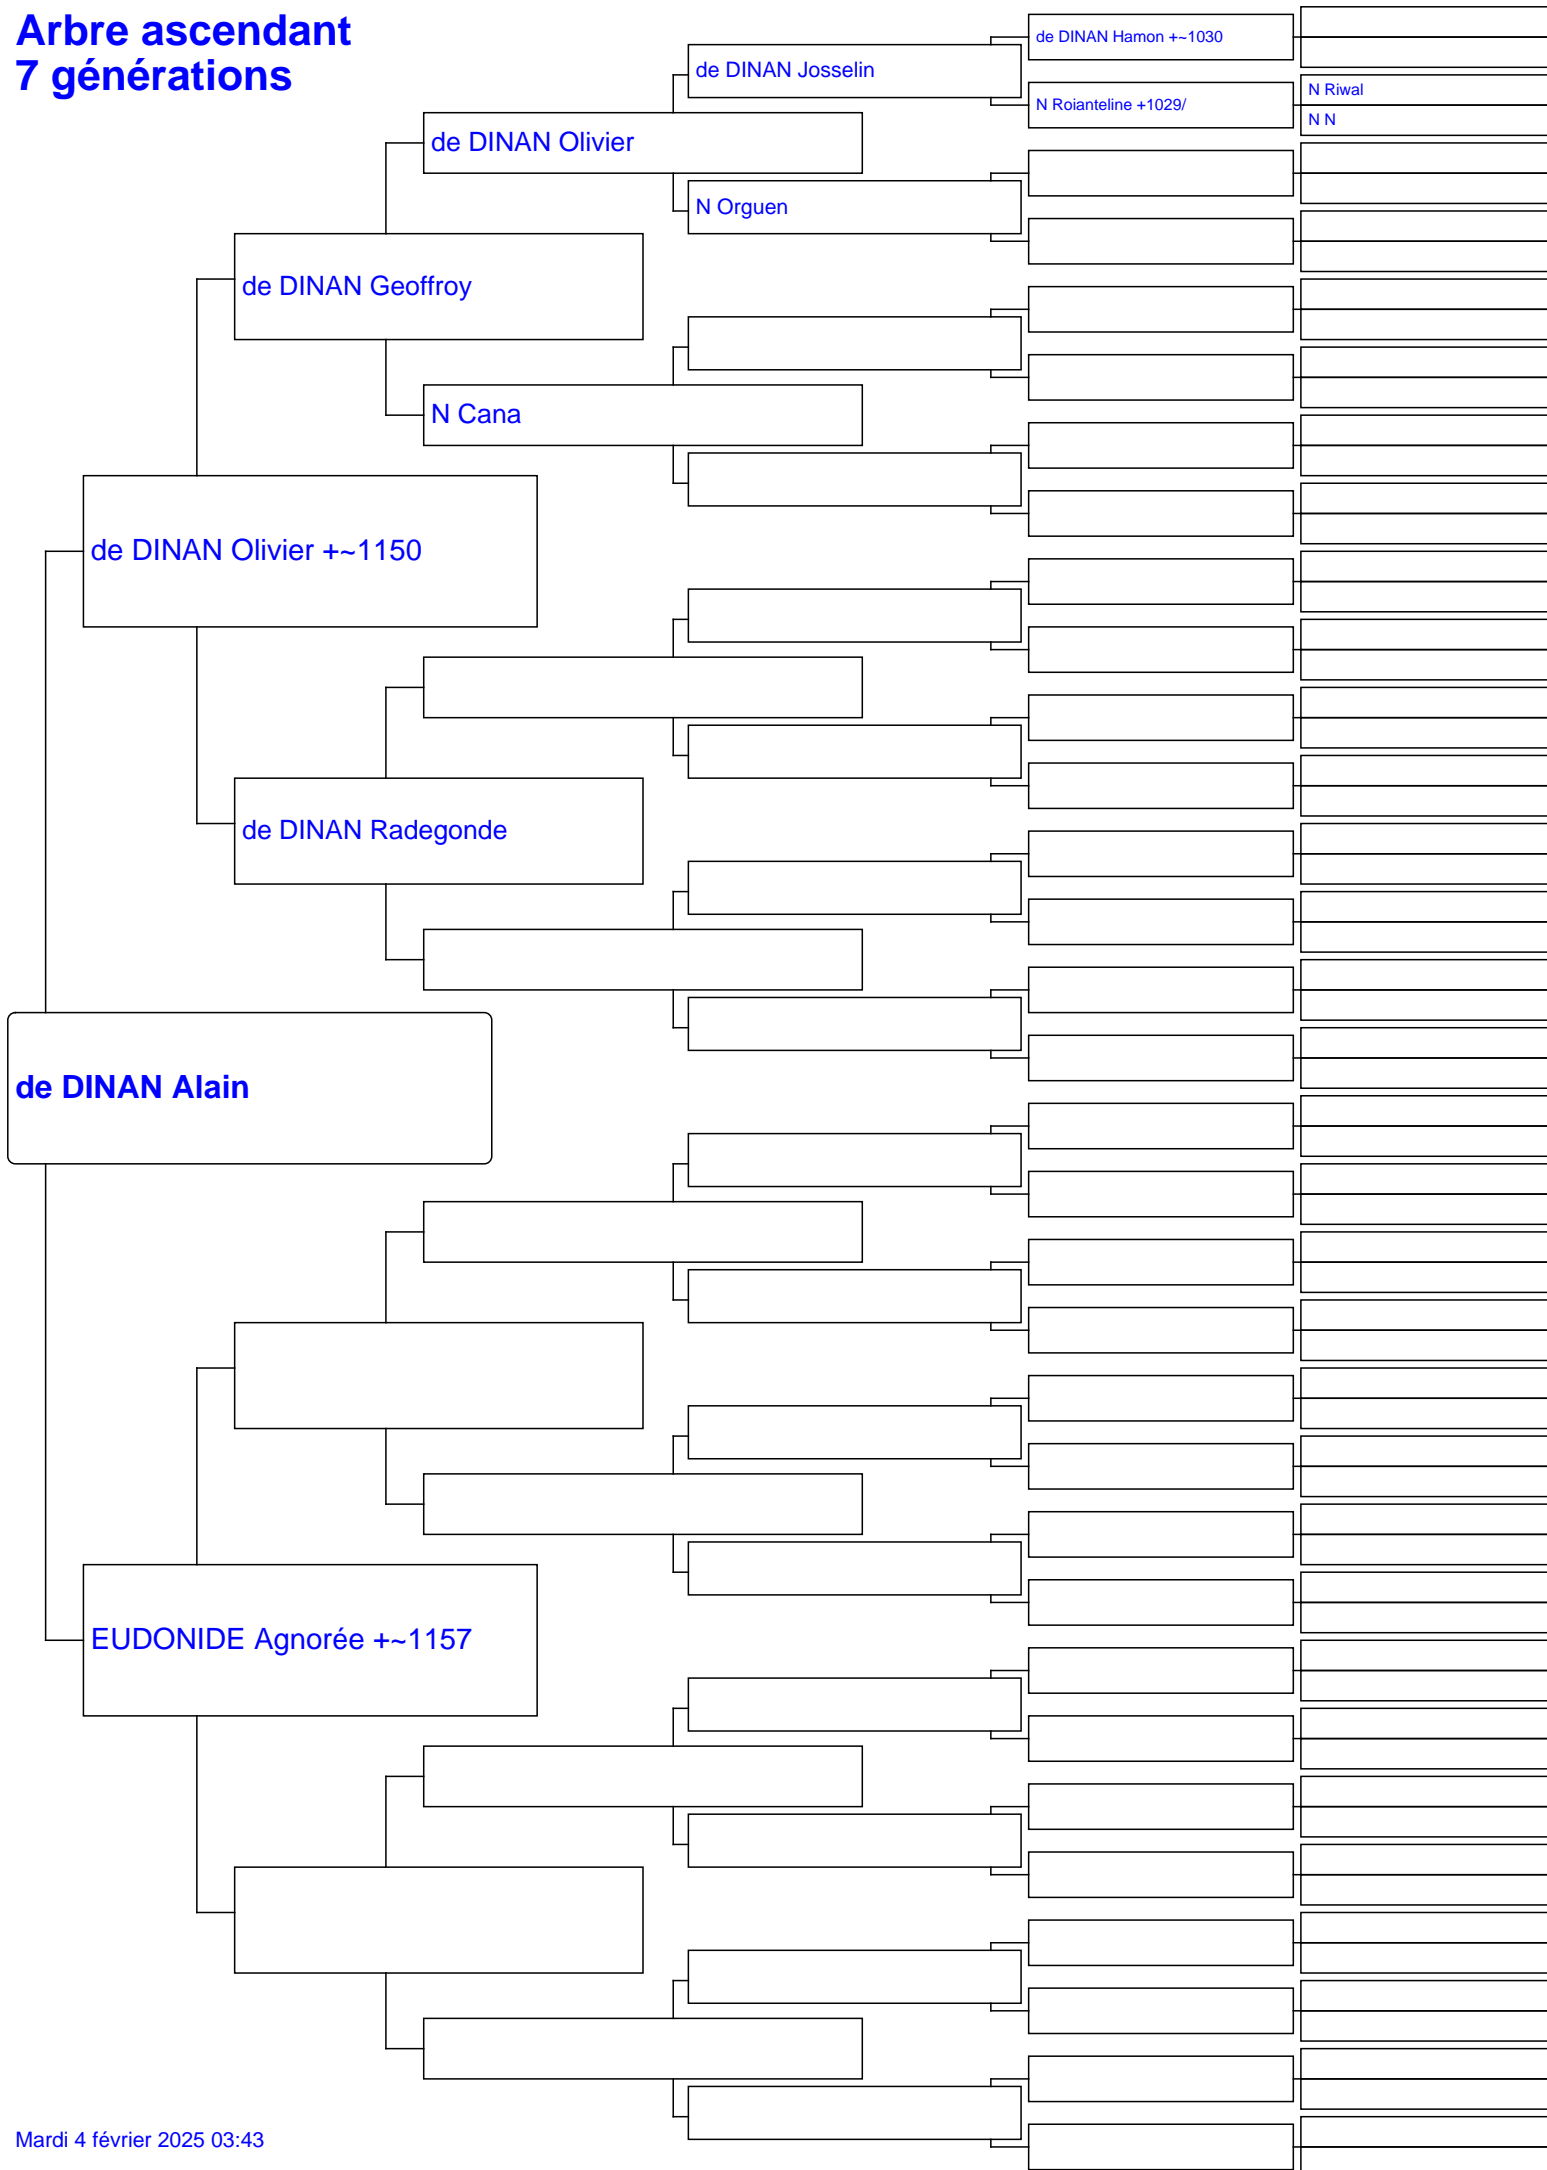 Arbre ascendant
7 générations
de DINAN Hamon +~1030
de DINAN Josselin
N Riwal
N Roianteline +1029/
N N
de DINAN Olivier
N Orguen
de DINAN Geoffroy
N Cana
de DINAN Olivier +~1150
de DINAN Radegonde
de DINAN Alain
EUDONIDE Agnorée +~1157
Mardi 4 février 2025 03:43